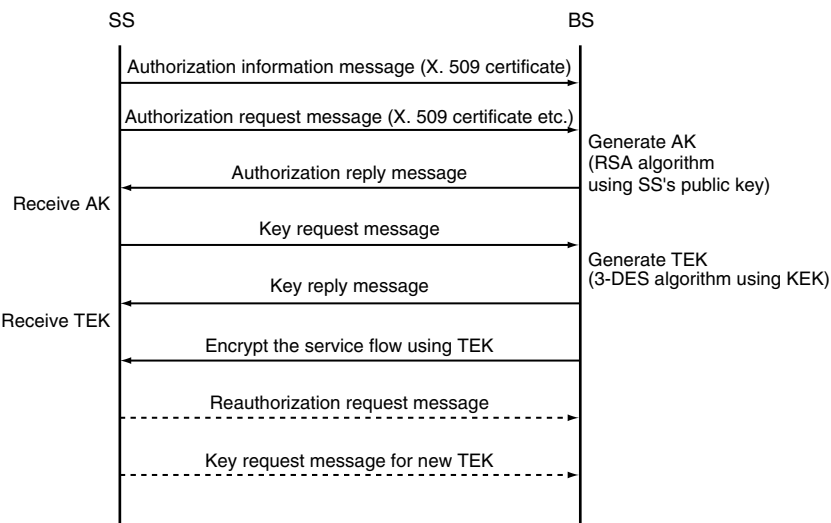 SS
BS
Authorization information message (X. 509 certificate)
Authorization request message (X. 509 certificate etc.)
Generate AK
(RSA algorithm
using SS's public key)
Authorization reply message
Receive AK
Key request message
Generate TEK
(3-DES algorithm using KEK)
Key reply message
Receive TEK
Encrypt the service flow using TEK
Reauthorization request message
Key request message for new TEK